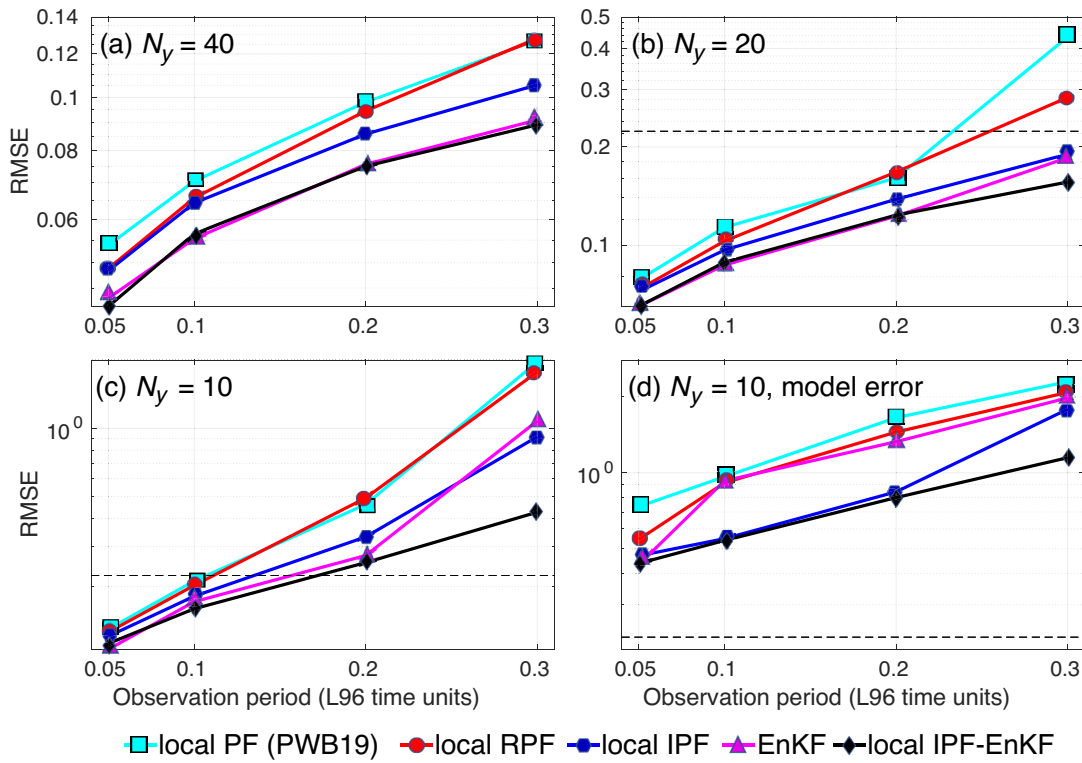 (a) N_y = 40
0.14
0.12
0.1
0.08
0.06
RMSE
0.05 0.1 0.2 0.3
(b) N_y = 20
0.5
0.4
0.3
0.2
0.1
0.05 0.1 0.2 0.3
(c) N_y = 10
10^0
RMSE
0.05 0.1 0.2 0.3
Observation period (L96 time units)
(d) N_y = 10, model error
10^0
0.05 0.1 0.2 0.3
Observation period (L96 time units)
local PF (PWB19) local RPF local IPF EnKF local IPF-EnKF